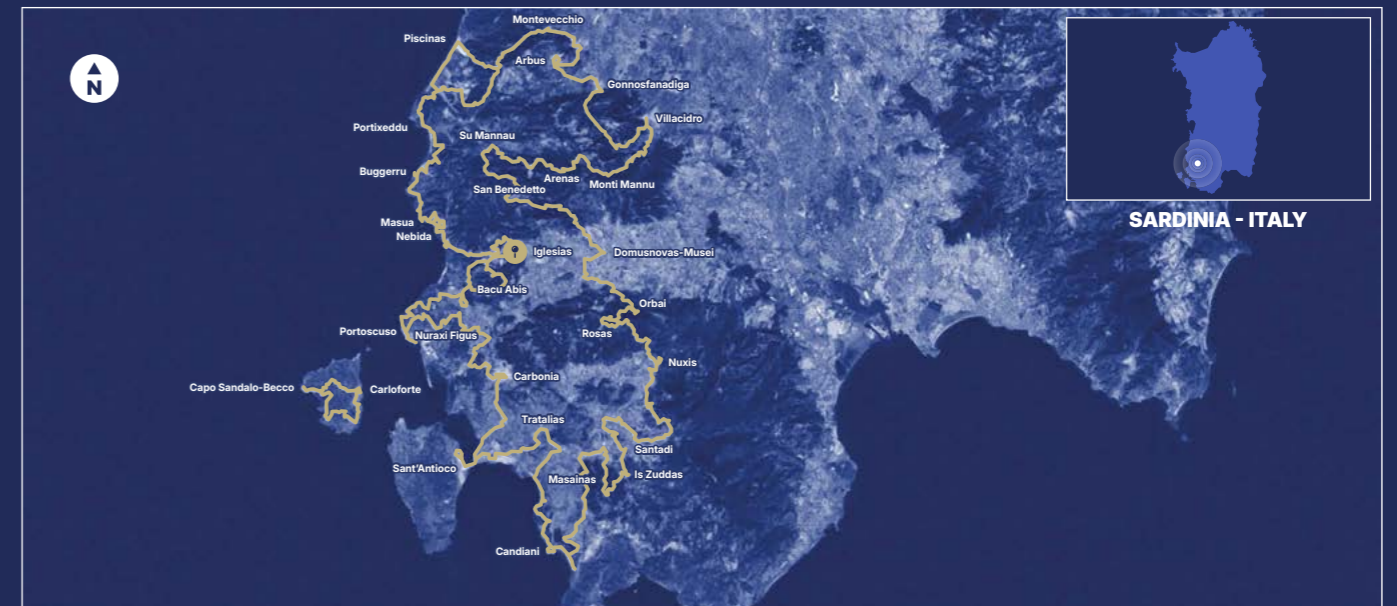 Montevecchio
Piscinas
Arbus
N
Gonnosfanadiga
Villacidro
Portixeddu
Su Mannau
Buggerru
Arenas
Monti Mannu
San Benedetto
Masua
Nebida
SARDINIA - ITALY
Iglesias
Domusnovas-Musei
Bacu Abis
Orbai
Portoscuso
Nuraxi Figus
Rosas
Nuxis
Carbonia
Capo Sandalo-Becco
Carloforte
Tratalias
Santadi
Sant'Antioco
Masainas
Is Zuddas
Candiani